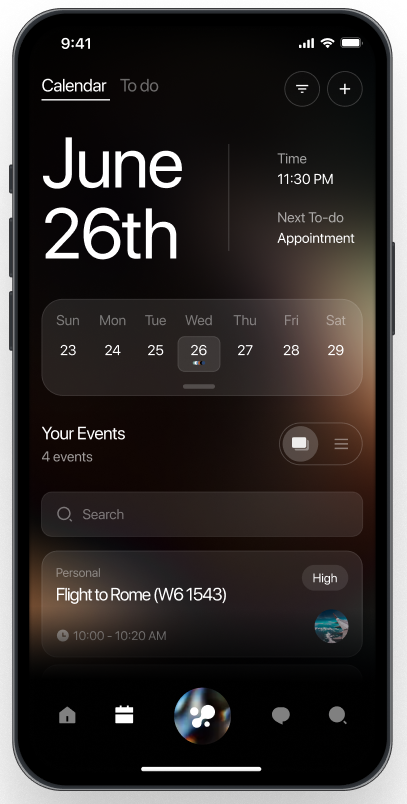 9:41
Calendar To do
June
26th
Time
11:30 PM
Next To-do
Appointment
Sun Mon Tue Wed Thu Fri Sat
23 24 25 26 27 28 29
Your Events
4 events
Search
Personal
High
Flight to Rome (W6 1543)
10:00 - 10:20 AM